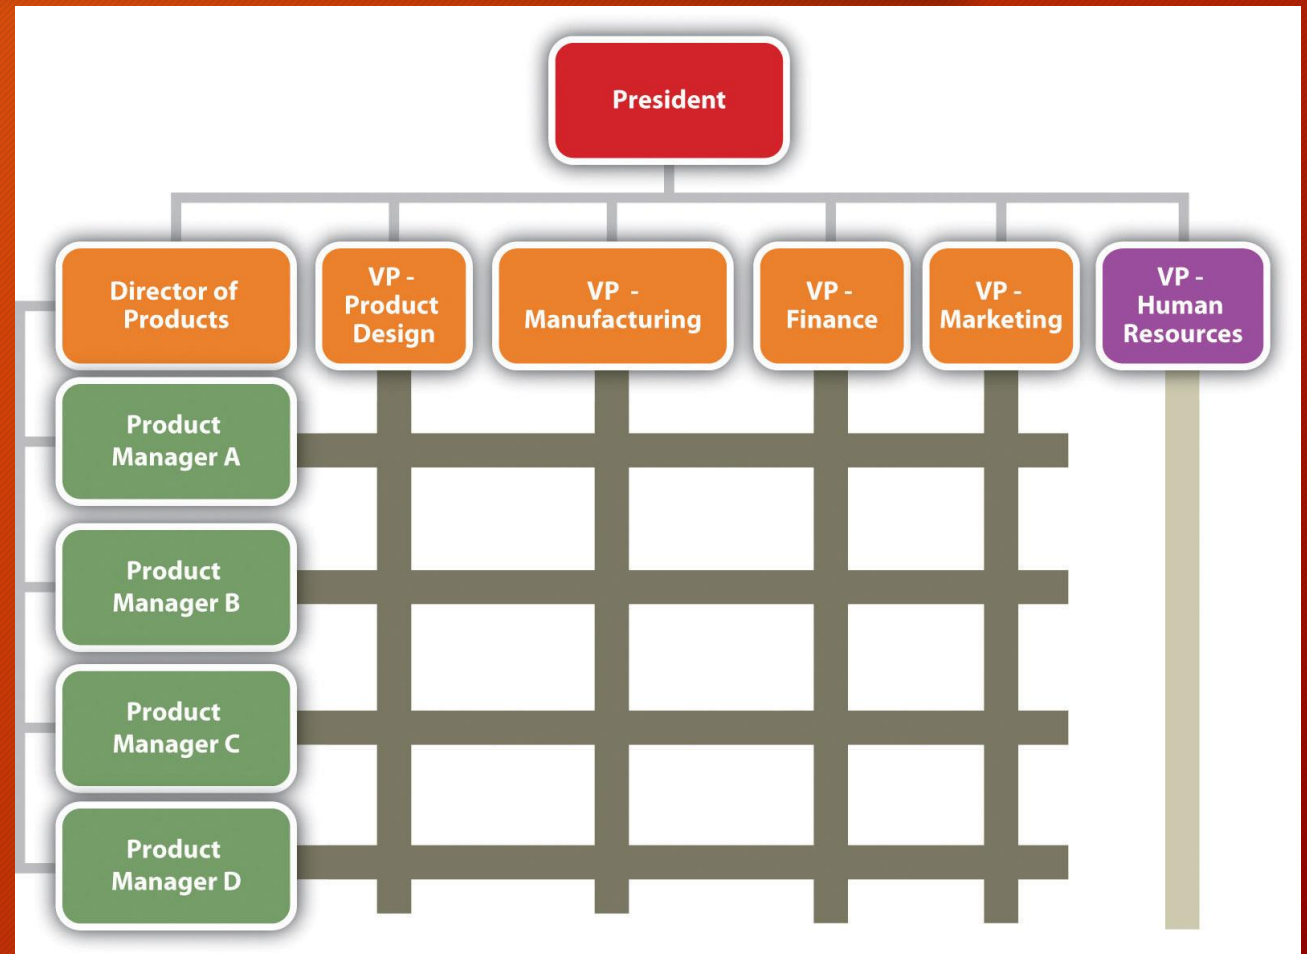 President
Director of
Products
VP -
Product
Design
VP -
Manufacturing
VP -
Finance
VP -
Marketing
VP -
Human
Resources
Product
Manager A
Product
Manager B
Product
Manager C
Product
Manager D